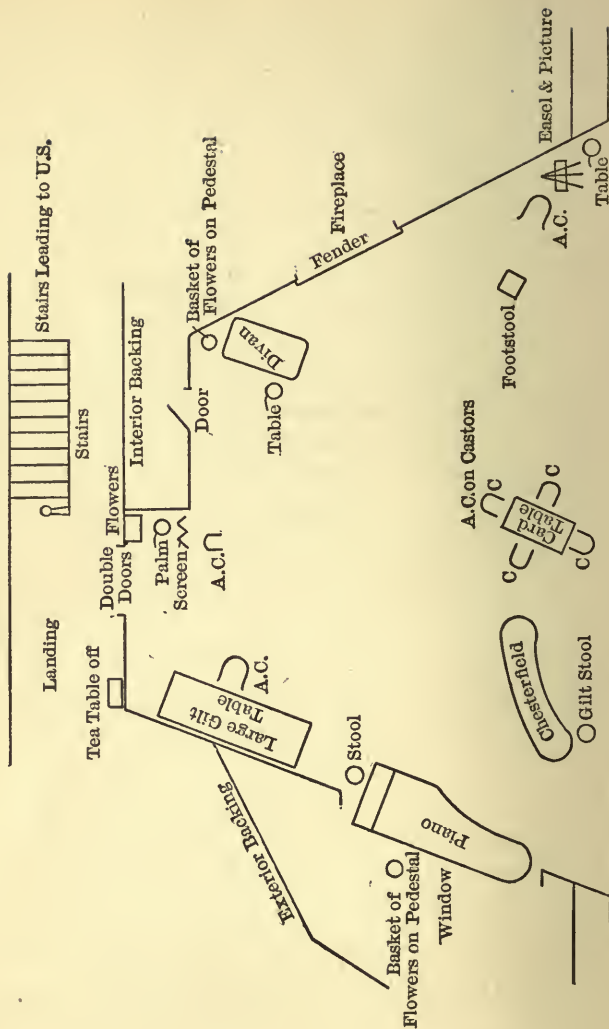 Stairs Leading to U.S.
Stairs
Landing
Interior Backing
Double
Doors
Flowers
Tea Table off
Palm
Screen
A.C.
Door
Basket of
Flowers on Pedestal
Divan
Table
Fender
Fireplace
Large Gilt
Table
A.C.
Exterior Backing
Stool
Piano
Basket of
Flowers on Pedestal
Window
Chesterfield
Gilt Stool
A.C. on Castors
C
C
C
C
Card
Table
Footstool
A.C.
Easel & Picture
Table